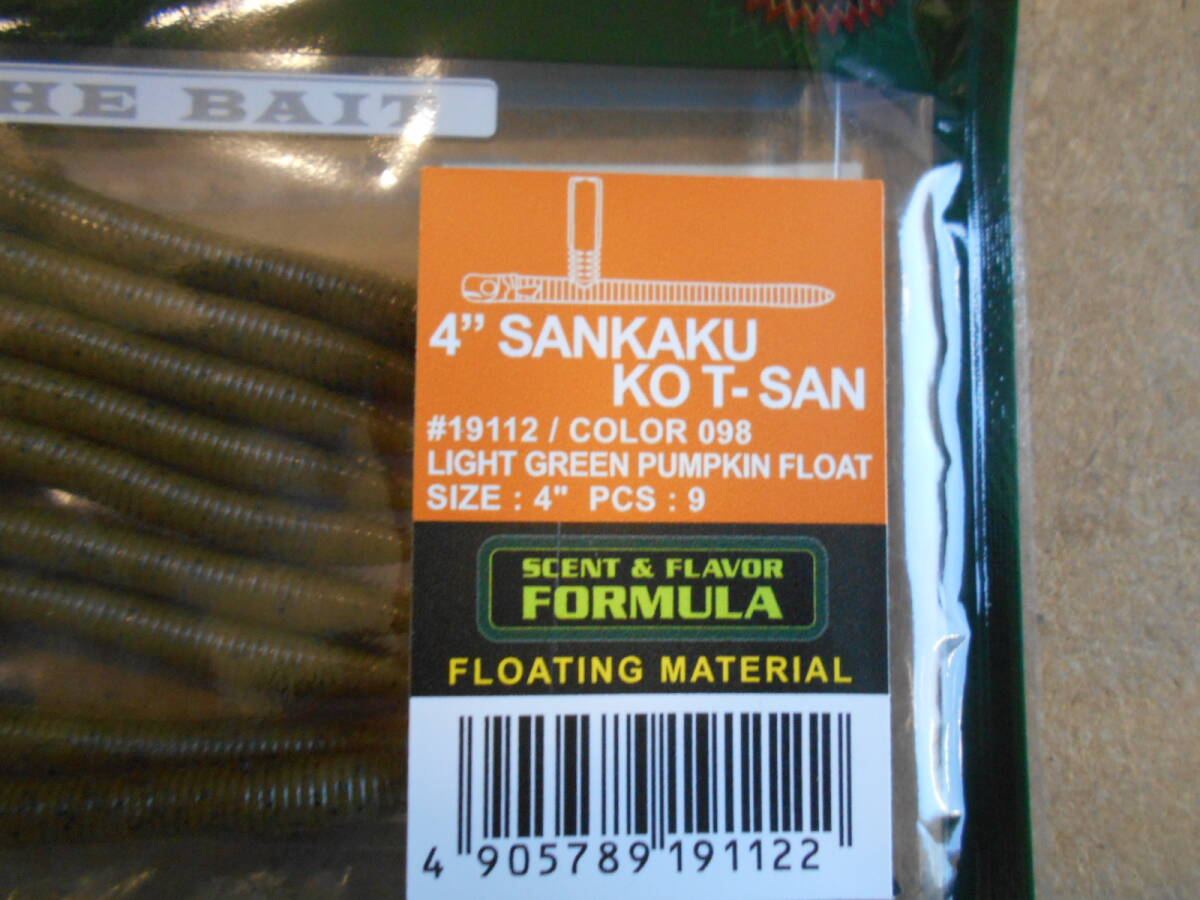 HE BAIT
4” SANKAKU
KO T- SAN
#19112 / COLOR 098
LIGHT GREEN PUMPKIN FLOAT
SIZE : 4" PCS : 9
SCENT & FLAVOR
FORMULA
FLOATING MATERIAL
4 905789 191122